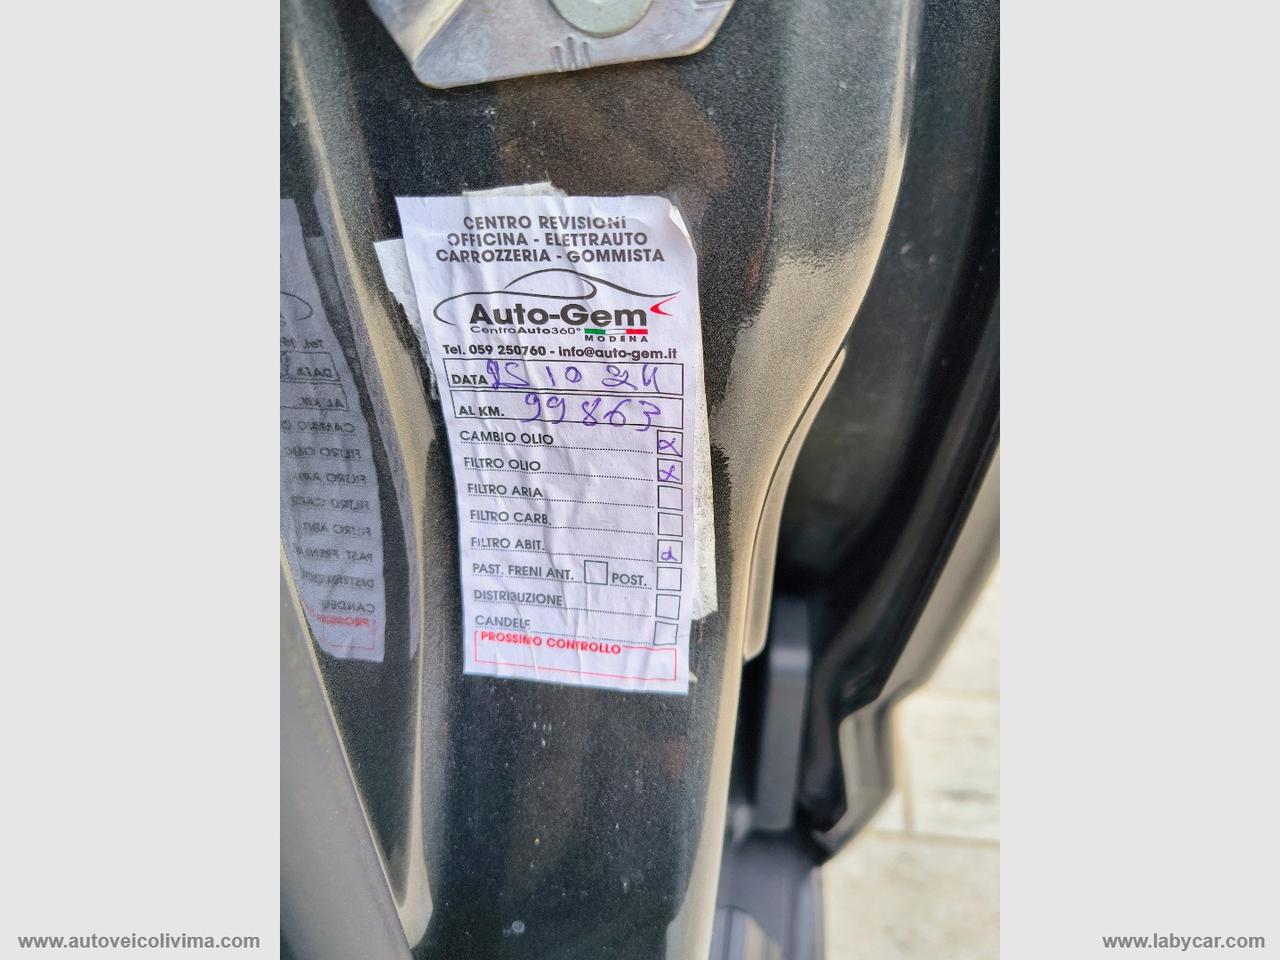 CENTRO REVISIONI
OFFICINA - ELETTRAUTO
CARROZZERIA - GOMMISTA
Auto-Gem
CentroAuto360°
MODENA
Tel. 059 250760 - info@auto-gem.it
DATA 10 24
AL KM. 99863
CAMBIO OLIO x
FILTRO OLIO x
FILTRO ARIA
FILTRO CARB.
FILTRO ABIT. x
PAST. FRENI ANT. POST.
DISTRIBUZIONE
CANDELE
PROSSIMO CONTROLLO
www.autoveicolivima.com
www.labycar.com